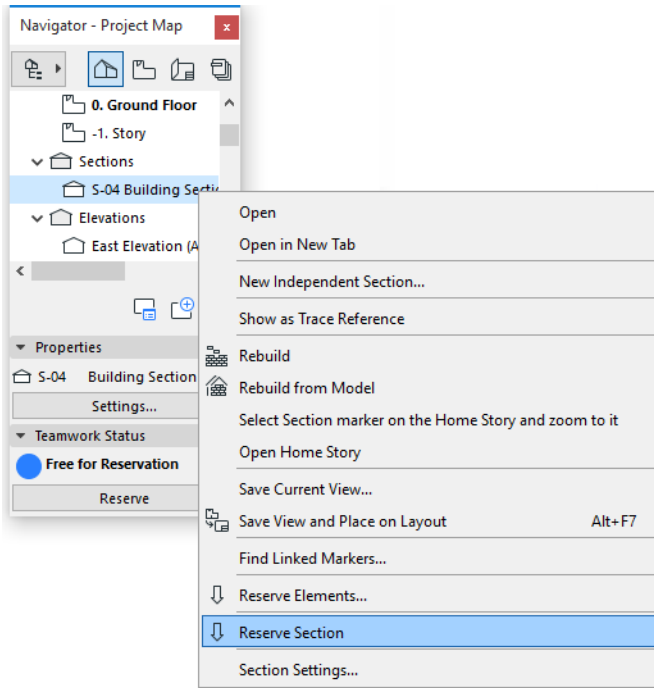 Navigator - Project Map
0. Ground Floor
-1. Story
Sections
S-04 Building Sectio
Elevations
East Elevation (A
Properties
S-04 Building Section
Settings...
Teamwork Status
Free for Reservation
Reserve
Open
Open in New Tab
New Independent Section...
Show as Trace Reference
Rebuild
Rebuild from Model
Select Section marker on the Home Story and zoom to it
Open Home Story
Save Current View...
Save View and Place on Layout Alt+F7
Find Linked Markers...
Reserve Elements...
Reserve Section
Section Settings...